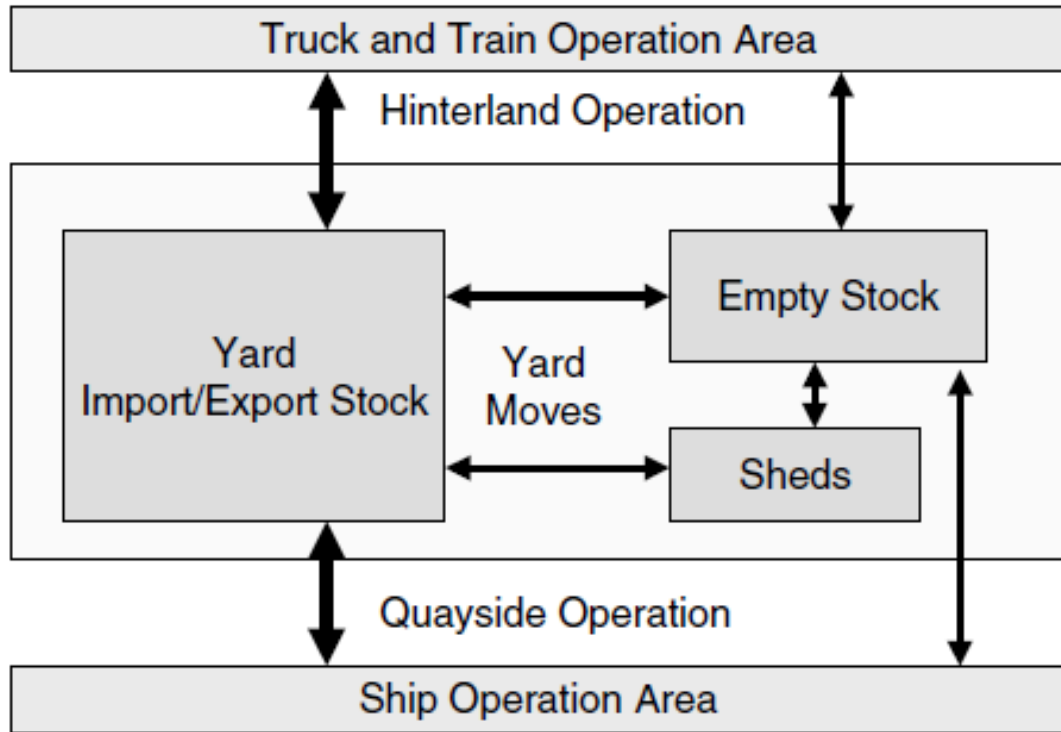 Truck and Train Operation Area
Hinterland Operation
Yard
Import/Export Stock
Yard
Moves
Empty Stock
Sheds
Quayside Operation
Ship Operation Area